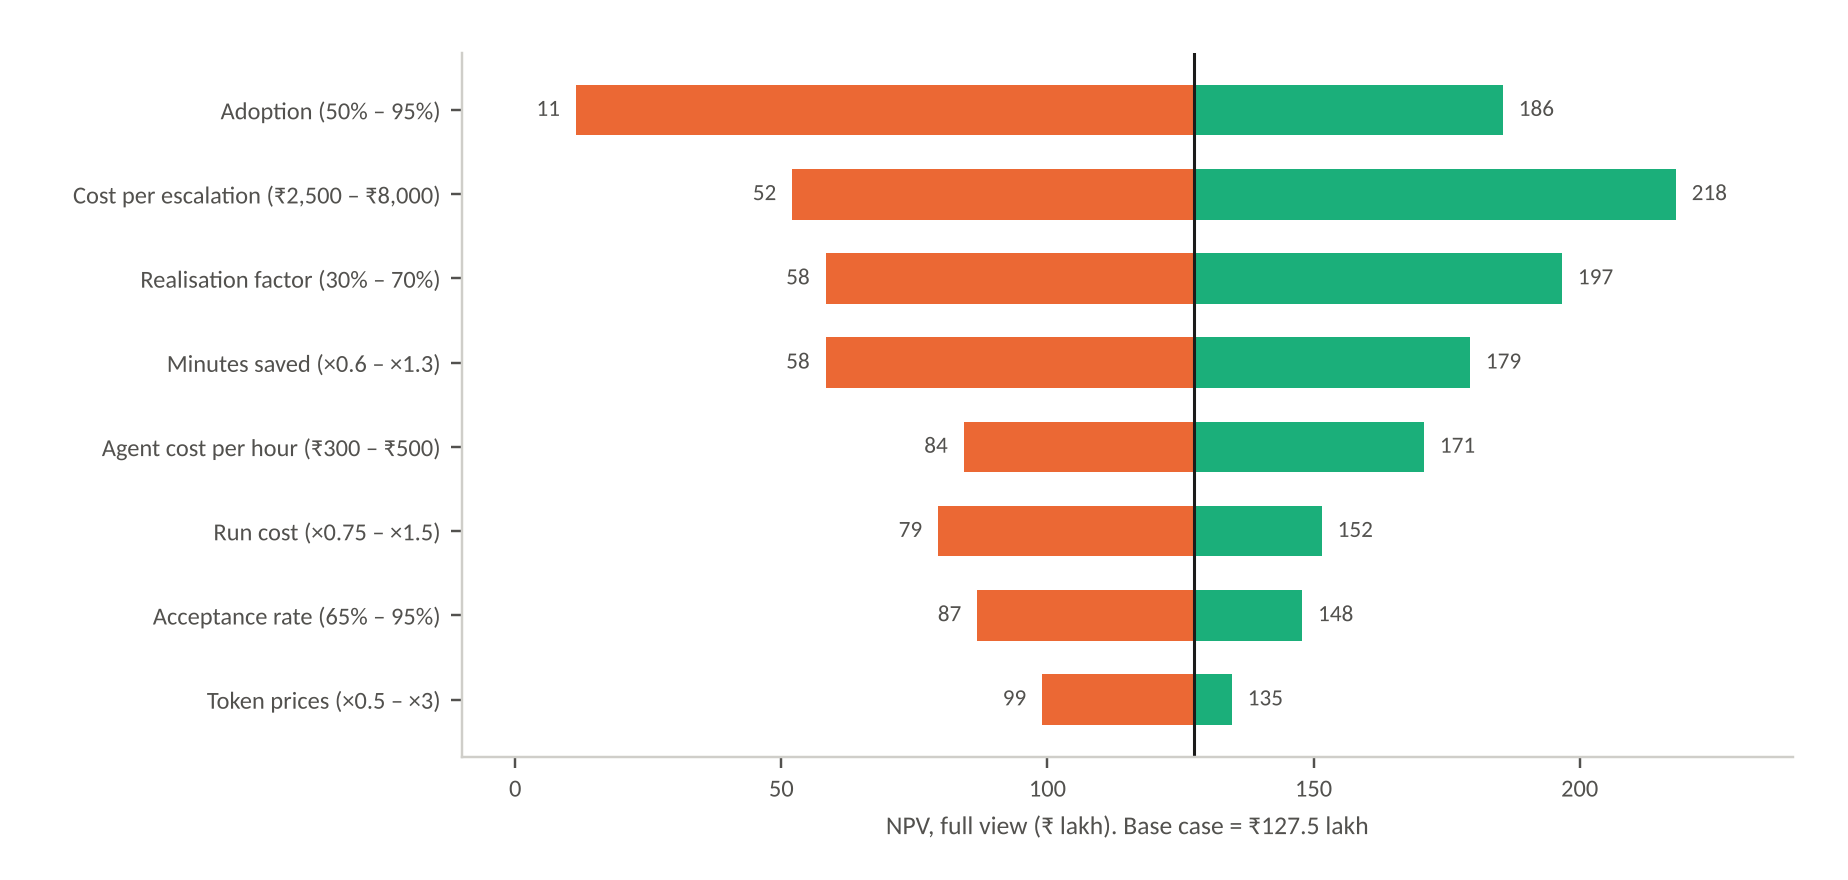 Adoption (50% – 95%) 11 186
Cost per escalation (₹2,500 – ₹8,000) 52 218
Realisation factor (30% – 70%) 58 197
Minutes saved (×0.6 – ×1.3) 58 179
Agent cost per hour (₹300 – ₹500) 84 171
Run cost (×0.75 – ×1.5) 79 152
Acceptance rate (65% – 95%) 87 148
Token prices (×0.5 – ×3) 99 135
0 50 100 150 200
NPV, full view (₹ lakh). Base case = ₹127.5 lakh